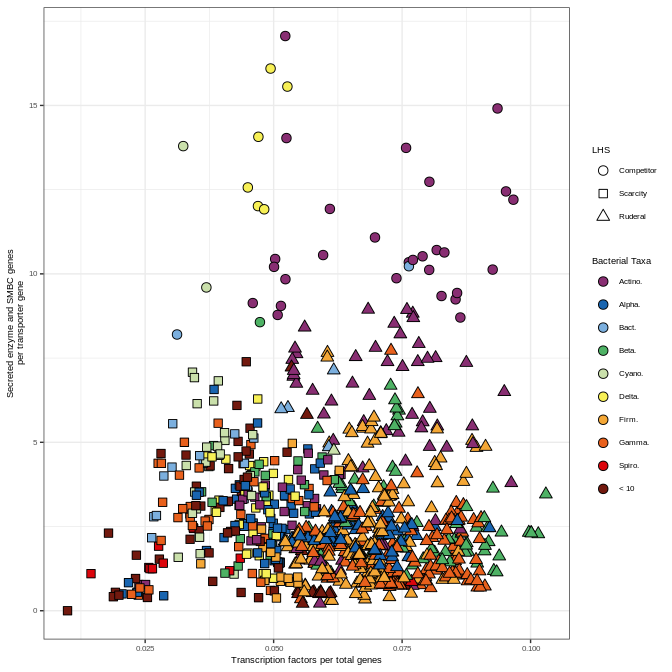 LHS
Competitor
Scarcity
Ruderal
Bacterial Taxa
Actino.
Alpha.
Bact.
Beta.
Cyano.
Delta.
Firm.
Gamma.
Spiro.
< 10
Secreted enzyme and SMBC genes
per transporter gene
15
10
5
0
0.025
0.050
0.075
0.100
Transcription factors per total genes